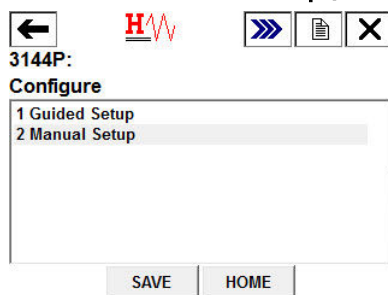 H
3144P:
Configure
1 Guided Setup
2 Manual Setup
SAVE HOME